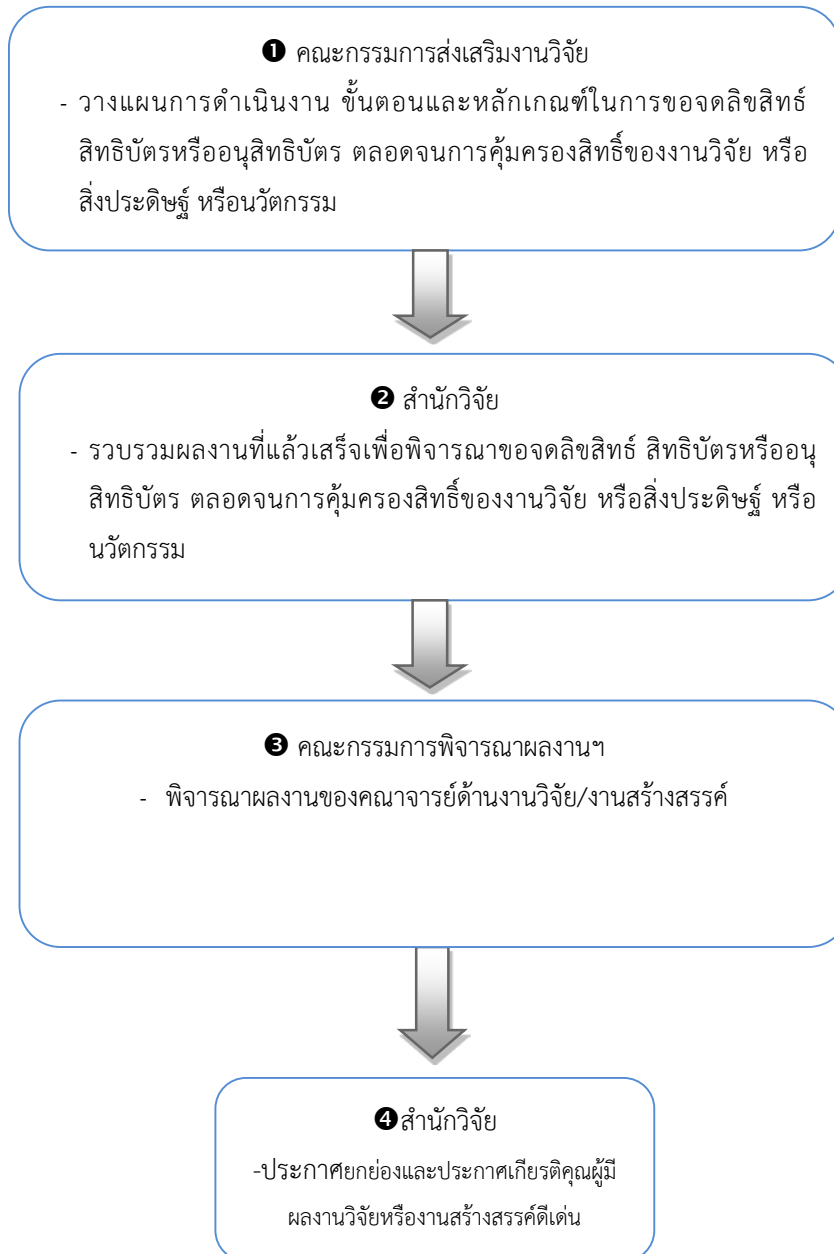 ❶ คณะกรรมการส่งเสริมงานวิจัย
- วางแผนการดำเนินงาน ขั้นตอนและหลักเกณฑ์ในการขอจดลิขสิทธ์
สิทธิบัตรหรืออนุสิทธิบัตร ตลอดจนการคุ้มครองสิทธิ์ของงานวิจัย หรือ
สิ่งประดิษฐ์ หรือนวัตกรรม
❷ สำนักวิจัย
- รวบรวมผลงานที่แล้วเสร็จเพื่อพิจารณาขอจดลิขสิทธ์ สิทธิบัตรหรืออนุ
สิทธิบัตร ตลอดจนการคุ้มครองสิทธิ์ของงานวิจัย หรือสิ่งประดิษฐ์ หรือ
นวัตกรรม
❸ คณะกรรมการพิจารณาผลงานฯ
- พิจารณาผลงานของคณาจารย์ด้านงานวิจัย/งานสร้างสรรค์
❹สำนักวิจัย
-ประกาศยกย่องและประกาศเกียรติคุณผู้มี
ผลงานวิจัยหรืองานสร้างสรรค์ดีเด่น